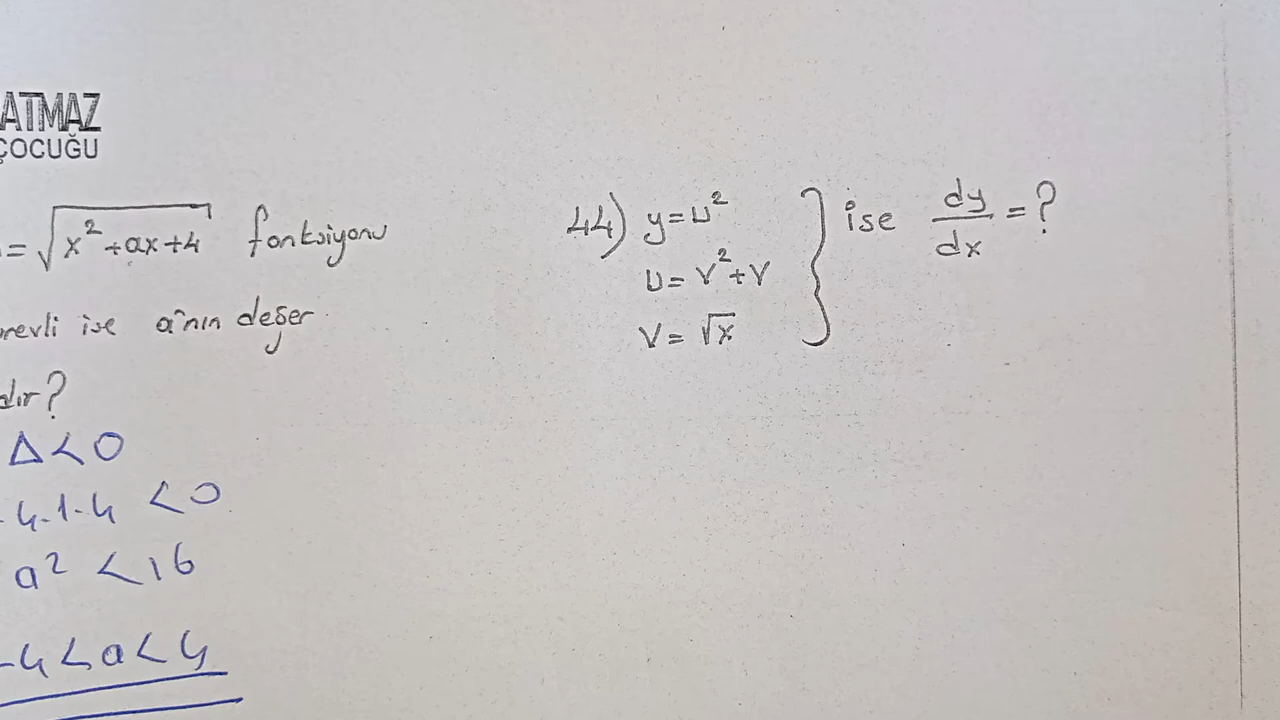 ATMAZ
ÇOCUĞU
= √x²+ax+4 fonksiyonu
revli ise a'nın değer
dır?
Δ<0
-4.1.4 <0
a² <16
-4<a<4
44) y=u² ise dy/dx = ?
u= v²+v
v= √x